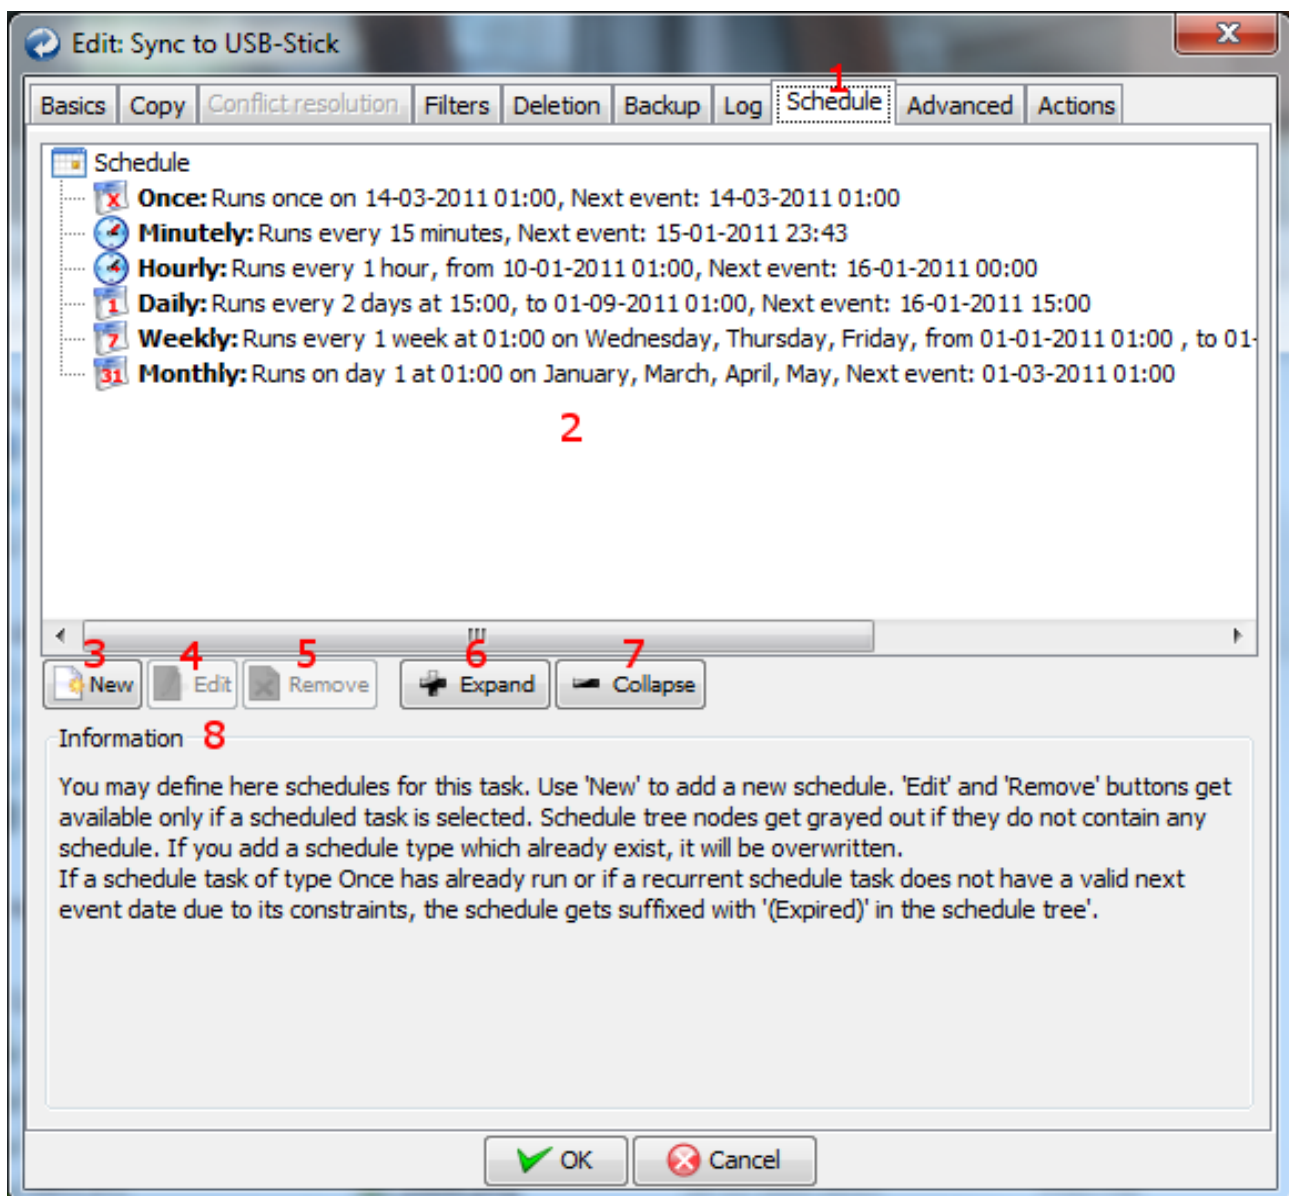 Edit: Sync to USB-Stick
X
1
Basics Copy Conflict resolution Filters Deletion Backup Log Schedule Advanced Actions
Schedule
X Once: Runs once on 14-03-2011 01:00, Next event: 14-03-2011 01:00
Minutely: Runs every 15 minutes, Next event: 15-01-2011 23:43
Hourly: Runs every 1 hour, from 10-01-2011 01:00, Next event: 16-01-2011 00:00
1 Daily: Runs every 2 days at 15:00, to 01-09-2011 01:00, Next event: 16-01-2011 15:00
7 Weekly: Runs every 1 week at 01:00 on Wednesday, Thursday, Friday, from 01-01-2011 01:00 , to 01-
31 Monthly: Runs on day 1 at 01:00 on January, March, April, May, Next event: 01-03-2011 01:00
2
3 4 5 6 7
New Edit Remove Expand Collapse
Information 8
You may define here schedules for this task. Use 'New' to add a new schedule. 'Edit' and 'Remove' buttons get
available only if a scheduled task is selected. Schedule tree nodes get grayed out if they do not contain any
schedule. If you add a schedule type which already exist, it will be overwritten.
If a schedule task of type Once has already run or if a recurrent schedule task does not have a valid next
event date due to its constraints, the schedule gets suffixed with '(Expired)' in the schedule tree'.
OK Cancel